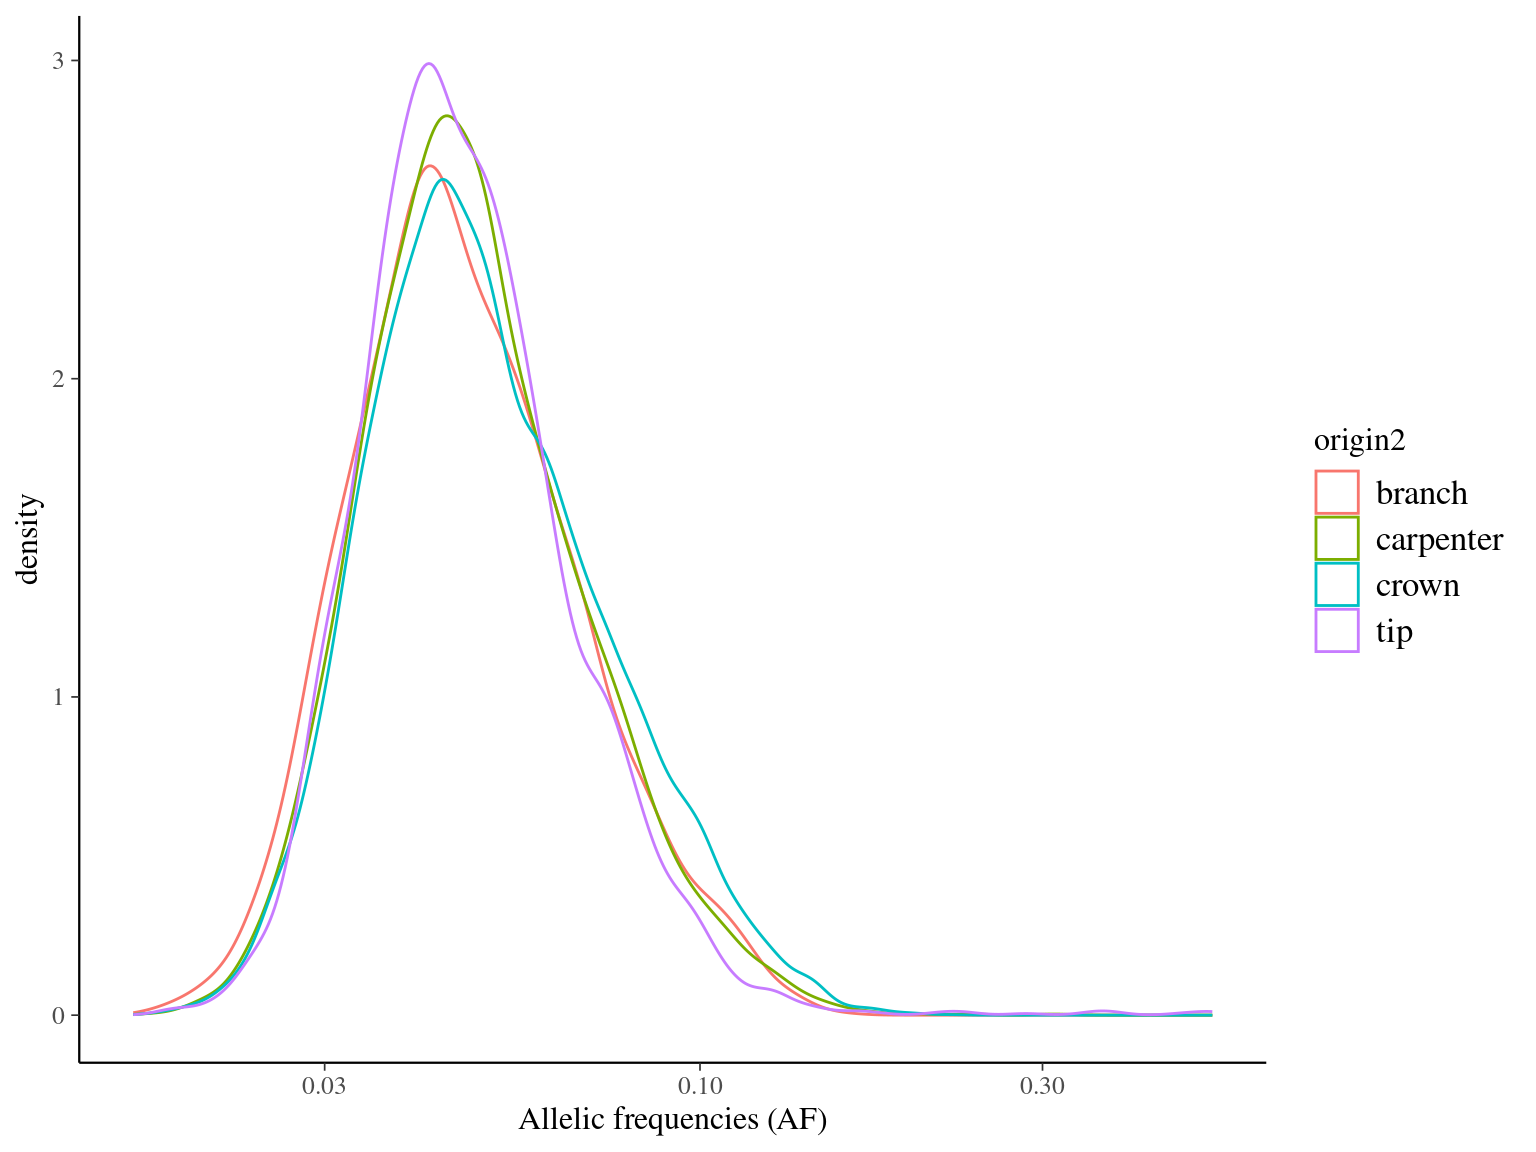 3
2
1
0
density
0.03
0.10
0.30
Allelic frequencies (AF)
origin2
branch
carpenter
crown
tip